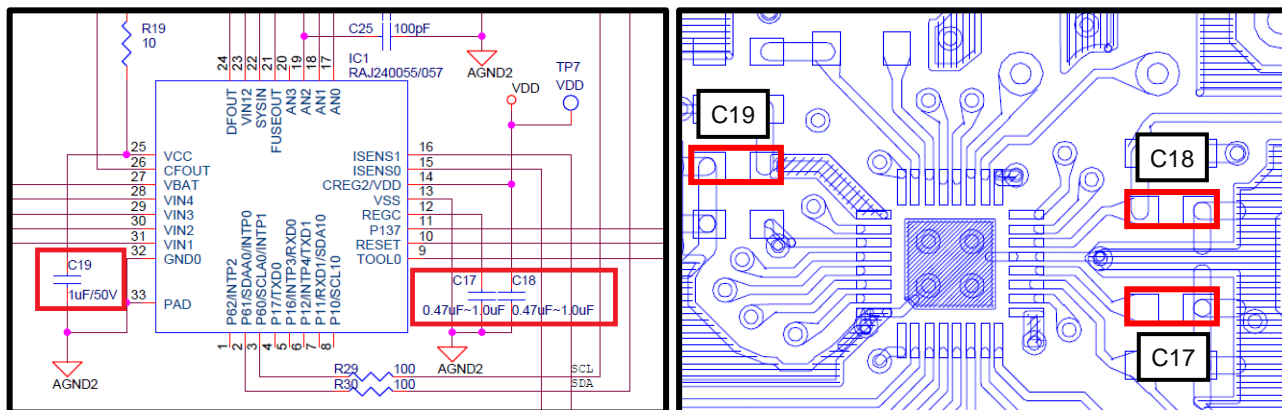 R19
10
C25
100pF
AGND2
IC1
RAJ240055/057
TP7
VDD
VDD
24
23
22
21
20
19
18
17
DFOUT
VIN12
SYSIN
FUSEOUT
AN3
AN2
AN1
AN0
25 VCC
26 CFOUT
27 VBAT
28 VIN4
29 VIN3
30 VIN2
31 VIN1
32 GND0
33 PAD
ISENS1 16
ISENS0 15
CREG2/VDD 14
VSS 13
REGC 12
P137 11
RESET 10
TOOL0 9
P62/INTP2
P61/SDAA0/INTP0
P60/SCLA0/INTP1
P17/TXD0
P16/INTP3/RXD0
P12/INTP4/TXD1
P11/RXD1/SDA10
P10/SCL10
1
2
3
4
5
6
7
8
C19
1uF/50V
AGND2
C17
0.47uF~1.0uF
C18
0.47uF~1.0uF
AGND2
R29 100 SCL
R30 100 SDA
C19
C18
C17